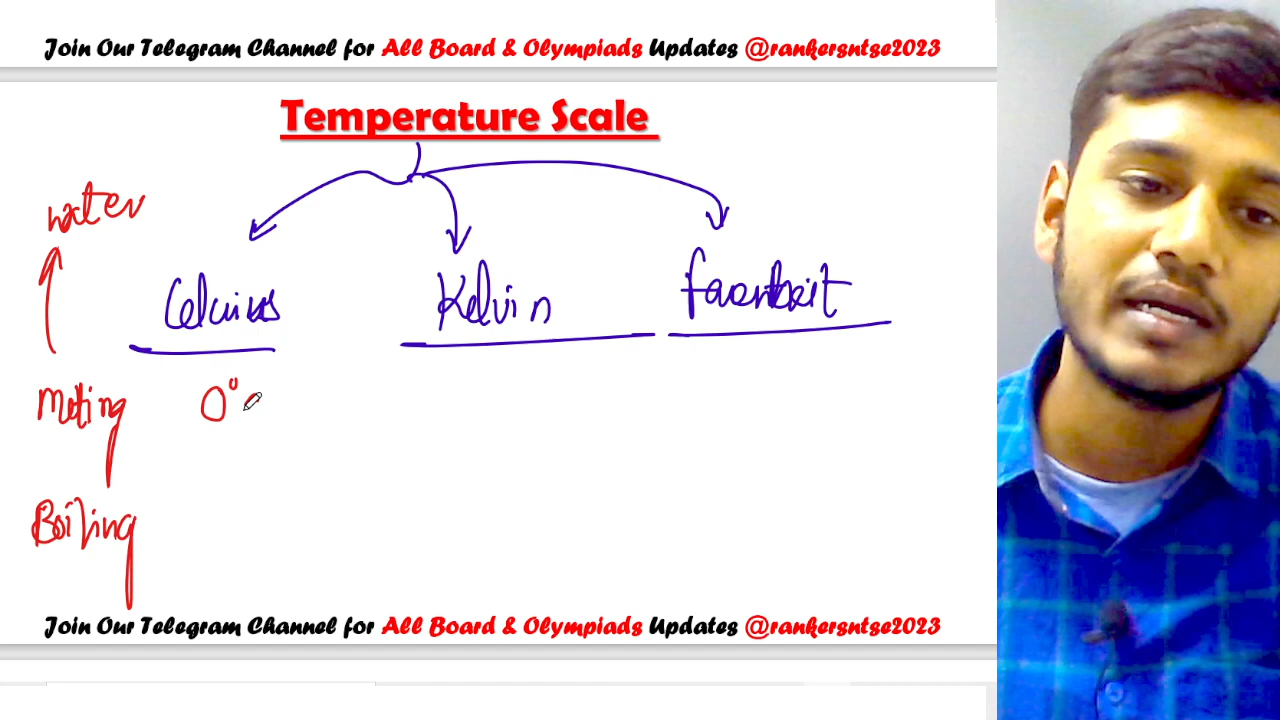 Join Our Telegram Channel for All Board & Olympiads Updates @rankersntse2023
Temperature Scale
water
Celcius Kelvin
Melting 0°
Boiling
Join Our Telegram Channel for All Board & Olympiads Updates @rankersntse2023